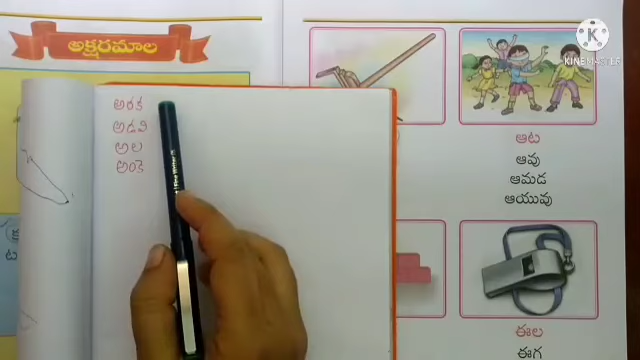 అక్షరమాల
అరక
అడవి
అల
అంకె
ఆట
ఆవు
ఆమడ
ఆయువు
ఈల
ఈగ
KINEMASTER